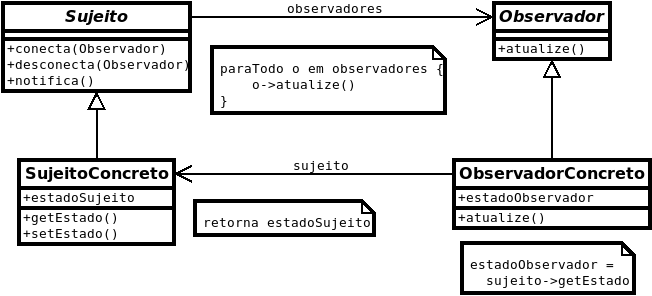 Sujeito
+conecta(Observador)
+desconecta(Observador)
+notifica()
observadores
Observador
+atualize()
paraTodo o em observadores {
o->atualize()
}
SujeitoConcreto
+estadoSujeito
+getEstado()
+setEstado()
sujeito
ObservadorConcreto
+estadoObservador
+atualize()
retorna estadoSujeito
estadoObservador =
sujeito->getEstado